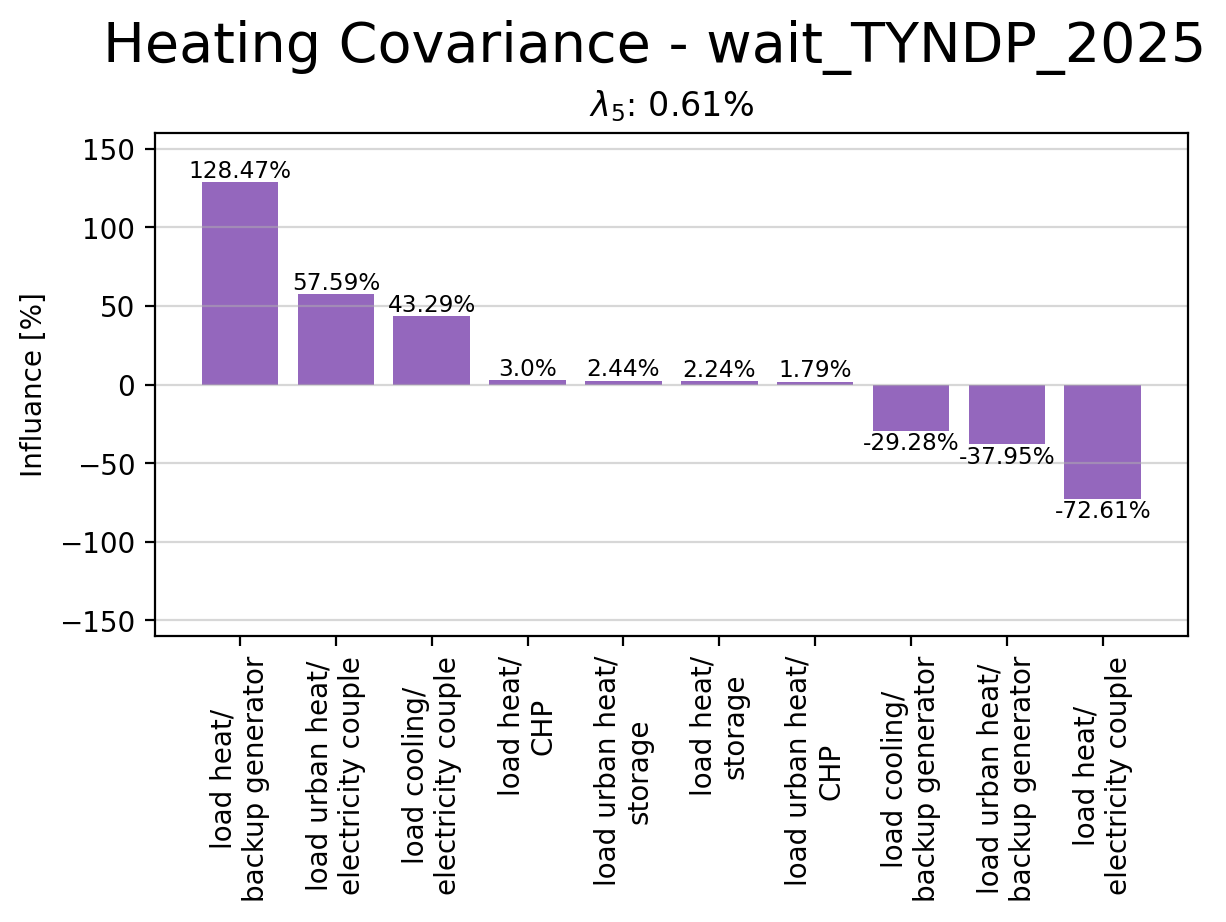 Heating Covariance - wait_TYNDP_2025
λ5: 0.61%
Influance [%]
150
100
50
0
−50
−100
−150
128.47%
57.59%
43.29%
3.0%
2.44%
2.24%
1.79%
-29.28%
-37.95%
-72.61%
load heat/
backup generator
load urban heat/
electricity couple
load cooling/
electricity couple
load heat/
CHP
load urban heat/
storage
load heat/
storage
load urban heat/
CHP
load cooling/
backup generator
load urban heat/
backup generator
load heat/
electricity couple